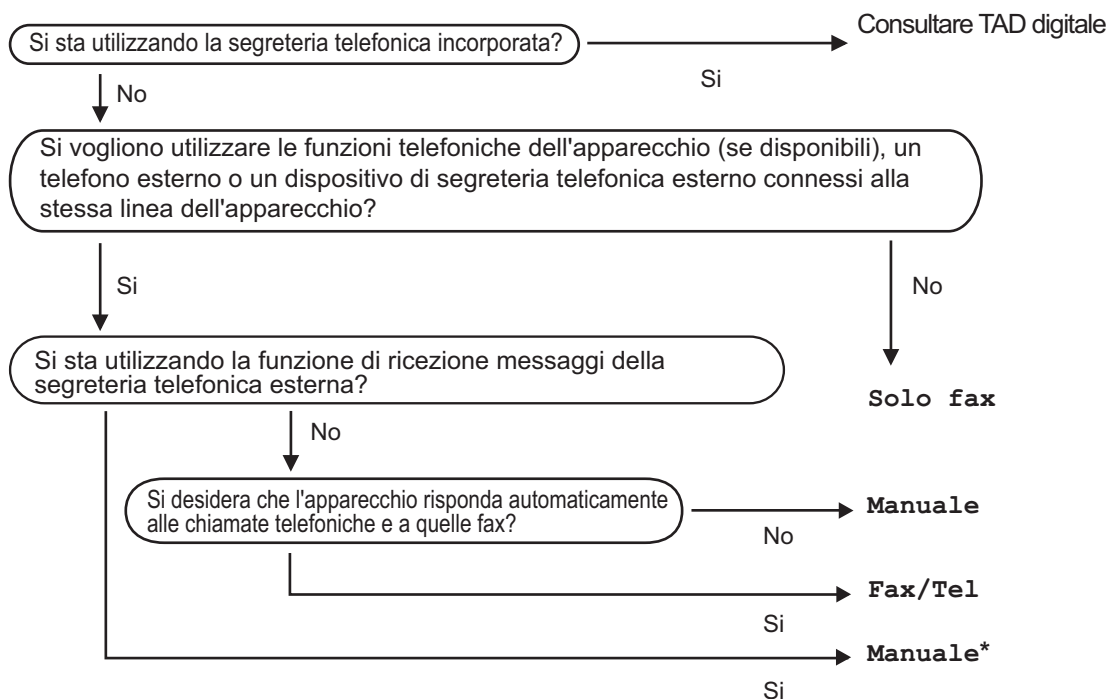 Si sta utilizzando la segreteria telefonica incorporata?
Consultare TAD digitale
Si
No
Si vogliono utilizzare le funzioni telefoniche dell'apparecchio (se disponibili), un
telefono esterno o un dispositivo di segreteria telefonica esterno connessi alla
stessa linea dell'apparecchio?
Si
No
Si sta utilizzando la funzione di ricezione messaggi della
segreteria telefonica esterna?
Solo fax
No
Si desidera che l'apparecchio risponda automaticamente
alle chiamate telefoniche e a quelle fax?
Manuale
No
Fax/Tel
Si
Manuale*
Si